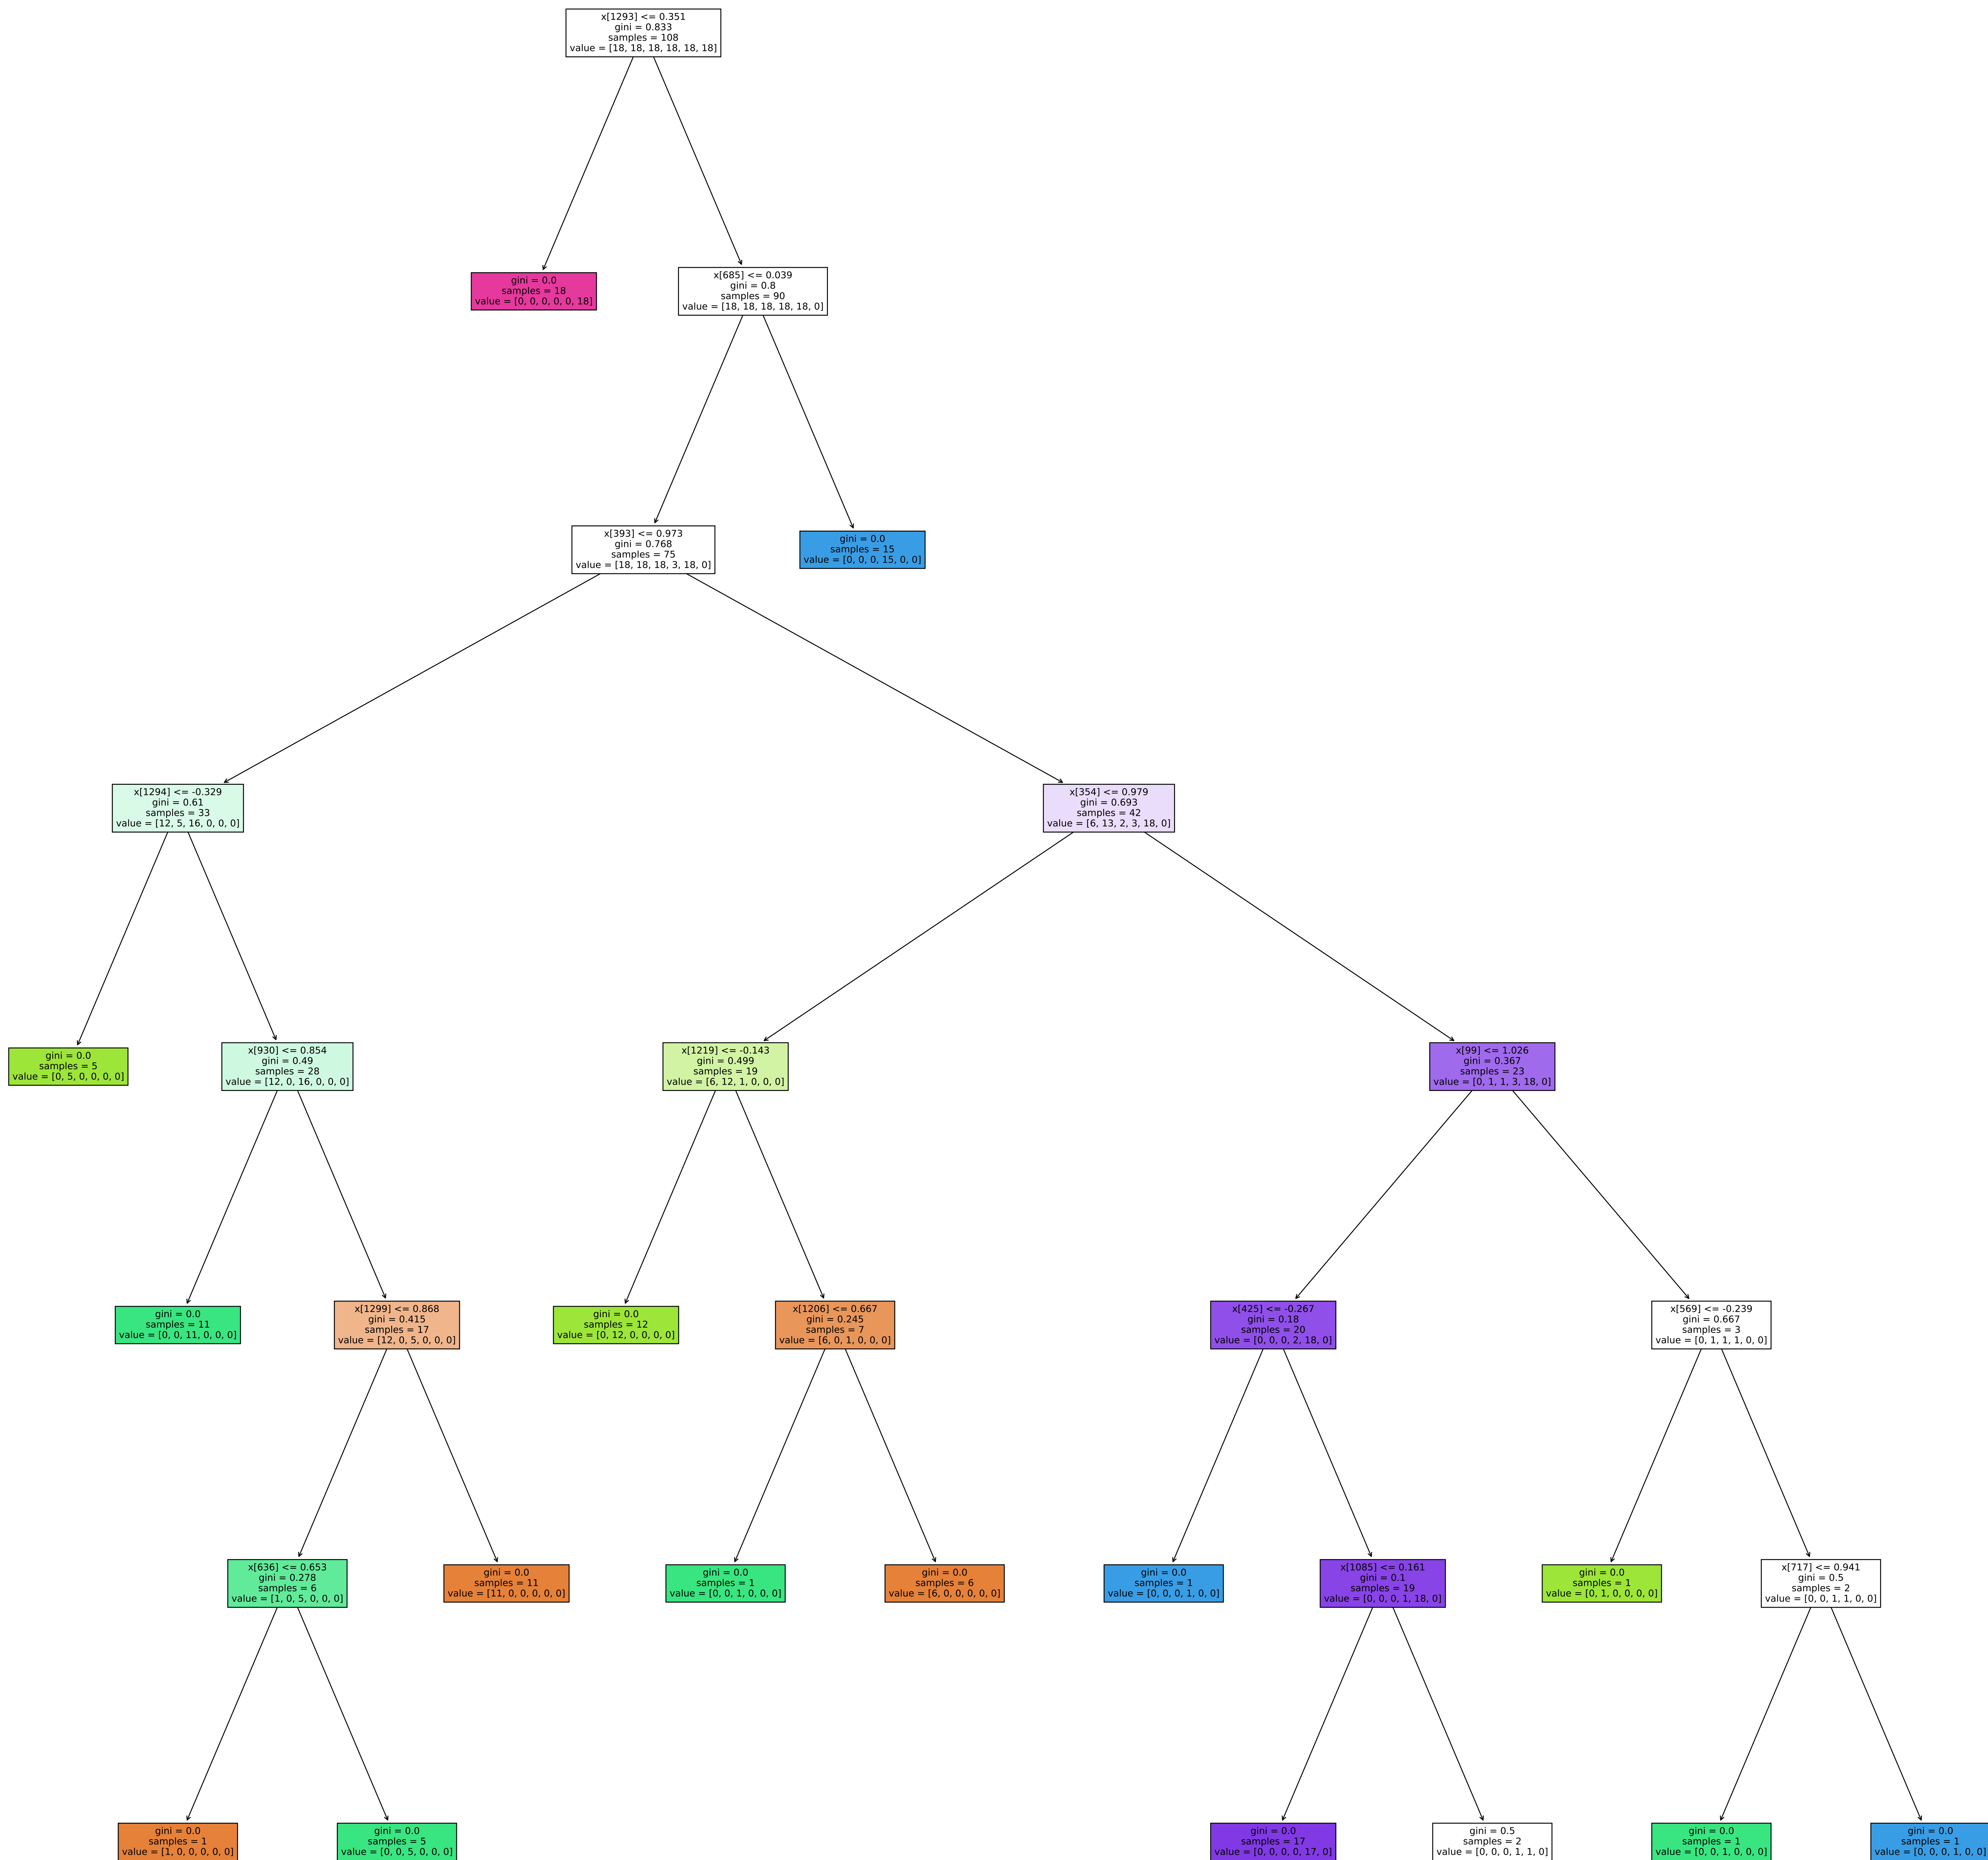 x[1293] <= 0.351
gini = 0.833
samples = 108
value = [18, 18, 18, 18, 18, 18]
gini = 0.0
samples = 18
value = [0, 0, 0, 0, 0, 18]
x[685] <= 0.039
gini = 0.8
samples = 90
value = [18, 18, 18, 18, 18, 0]
x[393] <= 0.973
gini = 0.768
samples = 75
value = [18, 18, 18, 3, 18, 0]
gini = 0.0
samples = 15
value = [0, 0, 0, 15, 0, 0]
x[1294] <= -0.329
gini = 0.61
samples = 33
value = [12, 5, 16, 0, 0, 0]
x[354] <= 0.979
gini = 0.693
samples = 42
value = [6, 13, 2, 3, 18, 0]
gini = 0.0
samples = 5
value = [0, 5, 0, 0, 0, 0]
x[930] <= 0.854
gini = 0.49
samples = 28
value = [12, 0, 16, 0, 0, 0]
x[1219] <= -0.143
gini = 0.499
samples = 19
value = [6, 12, 1, 0, 0, 0]
x[99] <= 1.026
gini = 0.367
samples = 23
value = [0, 1, 1, 3, 18, 0]
gini = 0.0
samples = 11
value = [0, 0, 11, 0, 0, 0]
x[1299] <= 0.868
gini = 0.415
samples = 17
value = [12, 0, 5, 0, 0, 0]
gini = 0.0
samples = 12
value = [0, 12, 0, 0, 0, 0]
x[1206] <= 0.667
gini = 0.245
samples = 7
value = [6, 0, 1, 0, 0, 0]
x[425] <= -0.267
gini = 0.18
samples = 20
value = [0, 0, 0, 2, 18, 0]
x[569] <= -0.239
gini = 0.667
samples = 3
value = [0, 1, 1, 1, 0, 0]
x[636] <= 0.653
gini = 0.278
samples = 6
value = [1, 0, 5, 0, 0, 0]
gini = 0.0
samples = 11
value = [11, 0, 0, 0, 0, 0]
gini = 0.0
samples = 1
value = [0, 0, 1, 0, 0, 0]
gini = 0.0
samples = 6
value = [6, 0, 0, 0, 0, 0]
gini = 0.0
samples = 1
value = [0, 0, 0, 1, 0, 0]
x[1085] <= 0.161
gini = 0.1
samples = 19
value = [0, 0, 0, 1, 18, 0]
gini = 0.0
samples = 1
value = [0, 1, 0, 0, 0, 0]
x[717] <= 0.941
gini = 0.5
samples = 2
value = [0, 0, 1, 1, 0, 0]
gini = 0.0
samples = 1
value = [1, 0, 0, 0, 0, 0]
gini = 0.0
samples = 5
value = [0, 0, 5, 0, 0, 0]
gini = 0.0
samples = 17
value = [0, 0, 0, 0, 17, 0]
gini = 0.5
samples = 2
value = [0, 0, 0, 1, 1, 0]
gini = 0.0
samples = 1
value = [0, 0, 1, 0, 0, 0]
gini = 0.0
samples = 1
value = [0, 0, 0, 1, 0, 0]